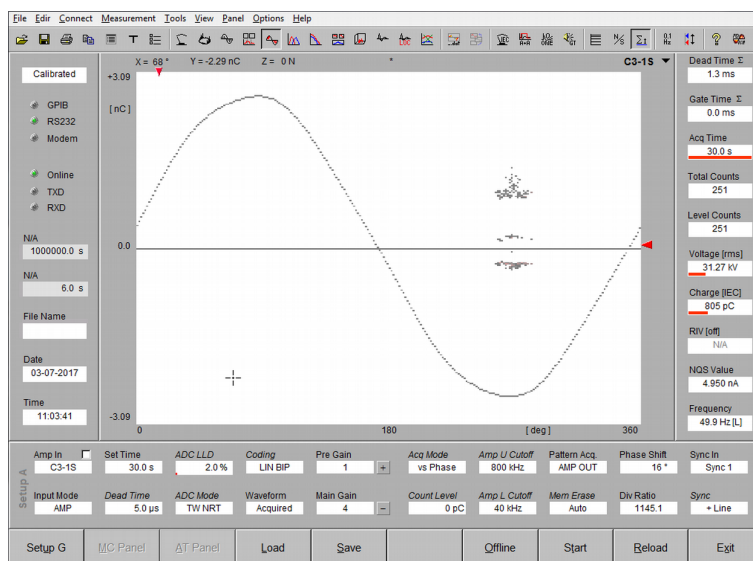 File Edit Connect Measurement Tools View Panel Options Help
Calibrated
GPIB
RS232
Modem
Online
TXD
RXD
N/A
1000000.0 s
N/A
6.0 s
File Name
Date
03-07-2017
Time
11:03:41
X = 68 ° Y = -2.29 nC Z = 0 N * C3-1S
+3.09
[ nC ]
0.0
-3.09
0 180 [ deg ] 360
Dead Time Σ
1.3 ms
Gate Time Σ
0.0 ms
Acq Time
30.0 s
Total Counts
251
Level Counts
251
Voltage [rms]
31.27 kV
Charge [IEC]
805 pC
RIV [off]
N/A
NQS Value
4.950 nA
Frequency
49.9 Hz [L]
Setup A
Amp In Set Time ADC LLD Coding Pre Gain Acq Mode Amp U Cutoff Pattern Acq. Phase Shift Sync In
C3-1S 30.0 s 2.0 % LIN BIP 1 + vs Phase 800 kHz AMP OUT 16 ° Sync 1
Input Mode Dead Time ADC Mode Waveform Main Gain Count Level Amp L Cutoff Mem Erase Div Ratio Sync
AMP 5.0 µs TW NRT Acquired 4 − 0 pC 40 kHz Auto 1145.1 + Line
Setup G MC Panel AT Panel Load Save Offline Start Reload Exit